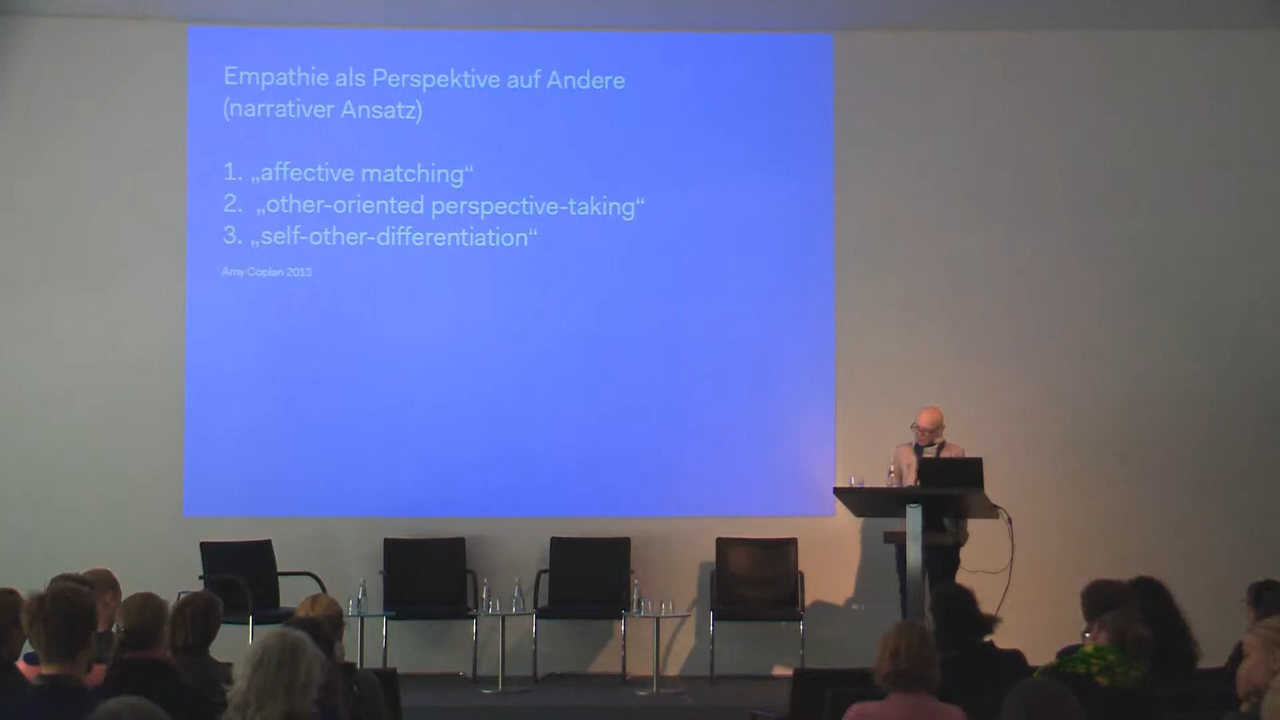 Empathie als Perspektive auf Andere
(narrativer Ansatz)
1. „affective matching“
2. „other-oriented perspective-taking“
3. „self-other-differentiation“
Amy Coplan 2013